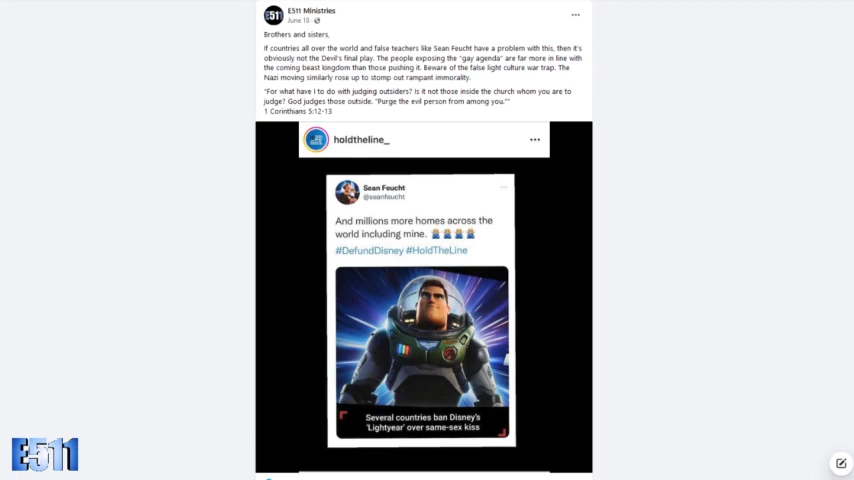 E511
E511 Ministries
June 18
Brothers and sisters,
If countries all over the world and false teachers like Sean Feucht have a problem with this, then it's
obviously not the Devil's final play. The people exposing the "gay agenda" are far more in line with
the coming beast kingdom than those pushing it. Beware of the false light culture war trap. The
Nazi moving similarly rose up to stomp out rampant immorality.
"For what have I to do with judging outsiders? Is it not those inside the church whom you are to
judge? God judges those outside. "Purge the evil person from among you.""
1 Corinthians 5:12-13
holdtheline_
Sean Feucht
@seanfeucht
And millions more homes across the
world including mine.
#DefundDisney #HoldTheLine
Several countries ban Disney's
'Lightyear' over same-sex kiss
E511